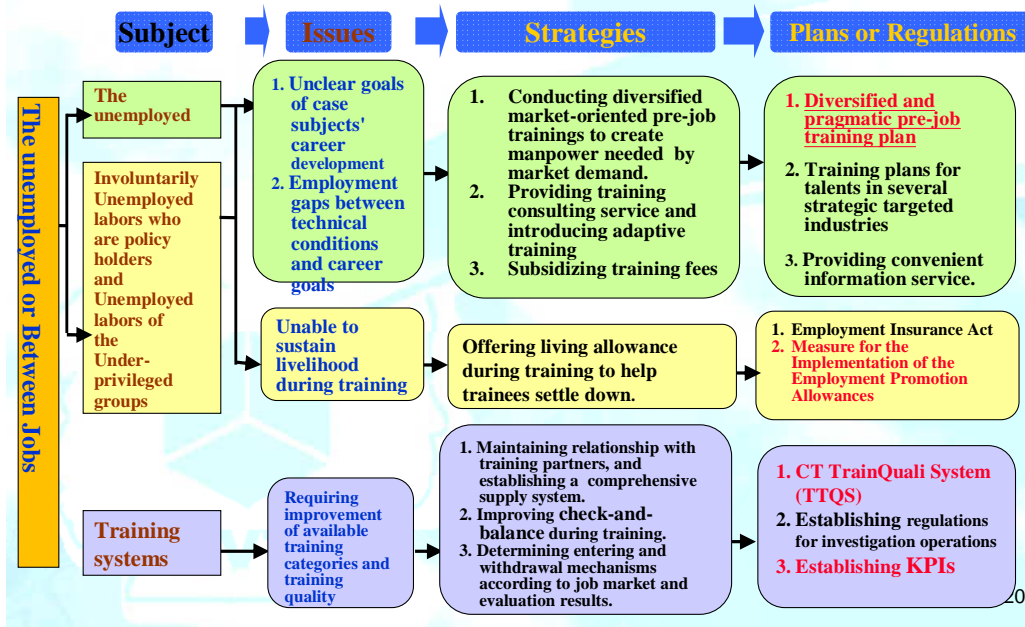 Subject
Issues
Strategies
Plans or Regulations
The unemployed or Between Jobs
The
unemployed
Involuntarily
Unemployed
labors who
are policy
holders
and
Unemployed
labors of
the
Under-
privileged
groups
Training
systems
1. Unclear goals
of case
subjects'
career
development
2. Employment
gaps between
technical
conditions
and career
goals
Unable to
sustain
livelihood
during training
Requiring
improvement
of available
training
categories and
training
quality
1. Conducting diversified
market-oriented pre-job
trainings to create
manpower needed by
market demand.
2. Providing training
consulting service and
introducing adaptive
training
3. Subsidizing training fees
Offering living allowance
during training to help
trainees settle down.
1. Maintaining relationship with
training partners, and
establishing a comprehensive
supply system.
2. Improving check-and-
balance during training.
3. Determining entering and
withdrawal mechanisms
according to job market and
evaluation results.
1. Diversified and
pragmatic pre-job
training plan
2. Training plans for
talents in several
strategic targeted
industries
3. Providing convenient
information service.
1. Employment Insurance Act
2. Measure for the
Implementation of the
Employment Promotion
Allowances
1. CT TrainQuali System
(TTQS)
2. Establishing regulations
for investigation operations
3. Establishing KPIs
20